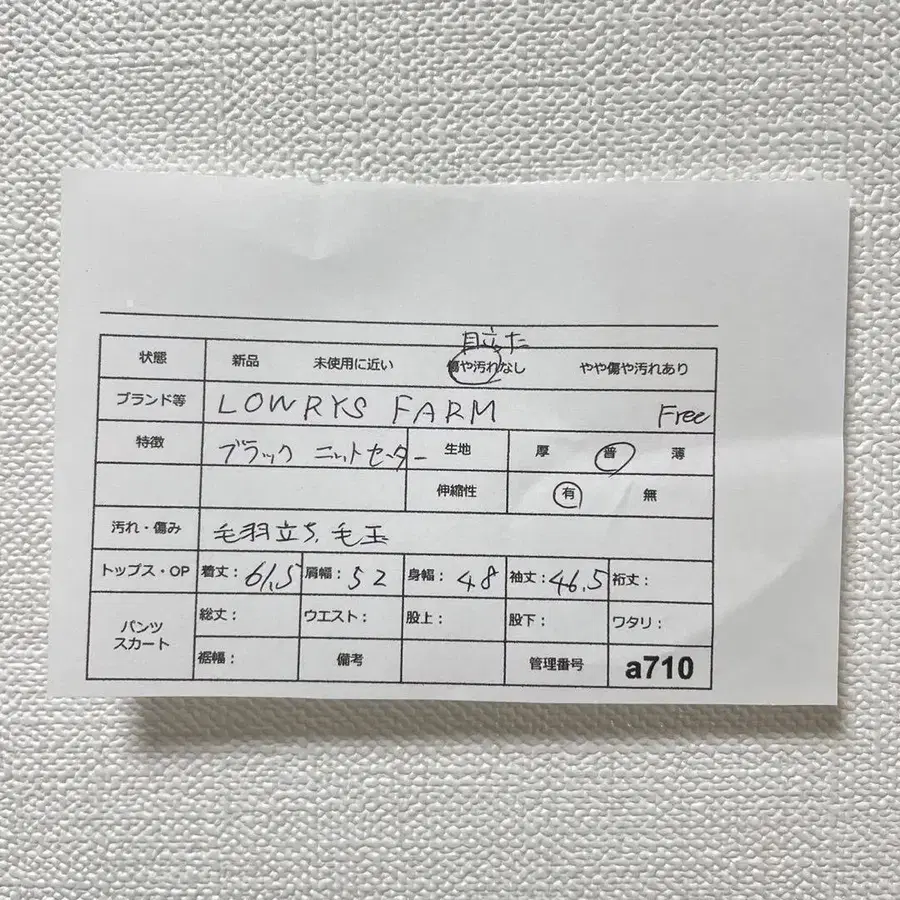 目立た
状態 新品 未使用に近い 傷や汚れなし やや傷や汚れあり
ブランド等 LOWRYS FARM Free
特徴 ブラック ニットセーター 生地 厚 普 薄
伸縮性 有 無
汚れ・傷み 毛羽立ち、毛玉
トップス・OP 着丈: 61.5 肩幅: 52 身幅: 48 袖丈: 46.5 裄丈:
パンツ スカート 総丈: ウエスト: 股上: 股下: ワタリ:
裾幅: 備考 管理番号 a710